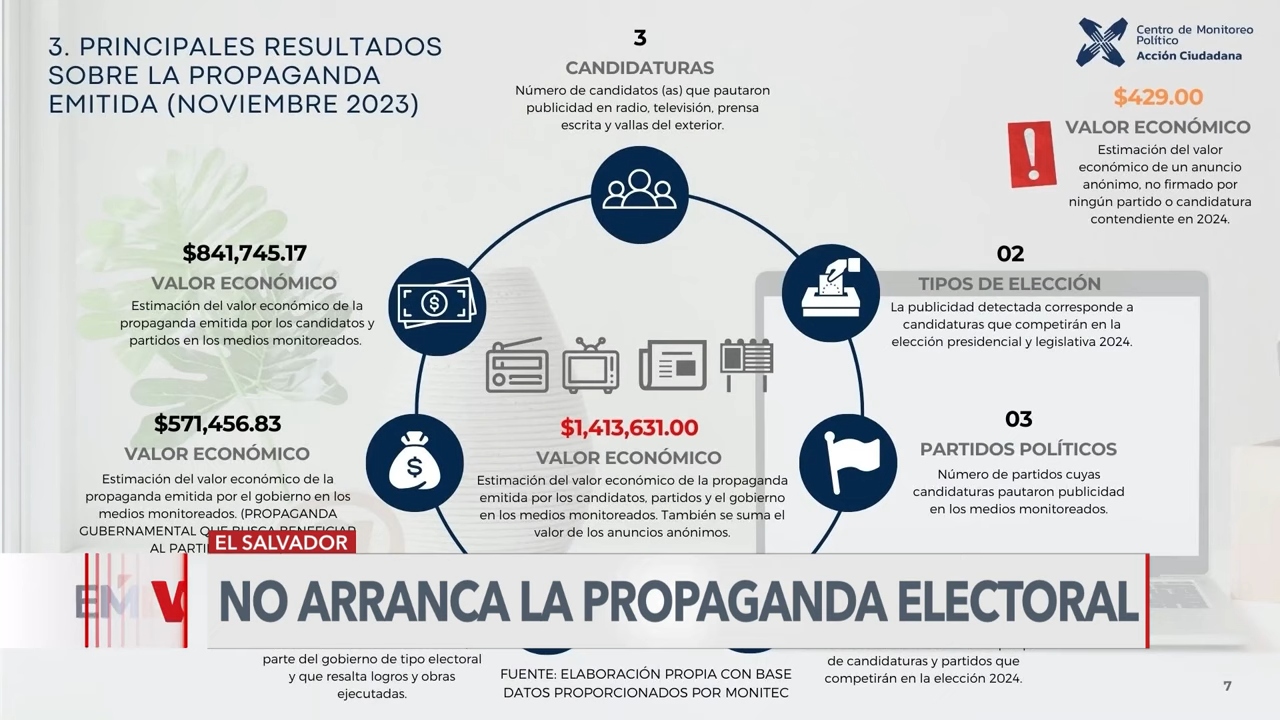 3. PRINCIPALES RESULTADOS
SOBRE LA PROPAGANDA
EMITIDA (NOVIEMBRE 2023)
3
CANDIDATURAS
Número de candidatos (as) que pautaron
publicidad en radio, televisión, prensa
escrita y vallas del exterior.
Centro de Monitoreo
Político
Acción Ciudadana
$429.00
VALOR ECONÓMICO
Estimación del valor
económico de un anuncio
anónimo, no firmado por
ningún partido o candidatura
contendiente en 2024.
$841,745.17
VALOR ECONÓMICO
Estimación del valor económico de la
propaganda emitida por los candidatos y
partidos en los medios monitoreados.
02
TIPOS DE ELECCIÓN
La publicidad detectada corresponde a
candidaturas que competirán en la
elección presidencial y legislativa 2024.
$571,456.83
VALOR ECONÓMICO
Estimación del valor económico de la
propaganda emitida por el gobierno en los
medios monitoreados. (PROPAGANDA
GUBERNAMENTAL QUE BUSCA BENEFICIAR
AL PARTI
$1,413,631.00
VALOR ECONÓMICO
Estimación del valor económico de la propaganda
emitida por los candidatos, partidos y el gobierno
en los medios monitoreados. También se suma el
valor de los anuncios anónimos.
03
PARTIDOS POLÍTICOS
Número de partidos cuyas
candidaturas pautaron publicidad
en los medios monitoreados.
EL SALVADOR
NO ARRANCA LA PROPAGANDA ELECTORAL
parte del gobierno de tipo electoral
y que resalta logros y obras
ejecutadas.
FUENTE: ELABORACIÓN PROPIA CON BASE
DATOS PROPORCIONADOS POR MONITEC
de candidaturas y partidos que
competirán en la elección 2024.
7